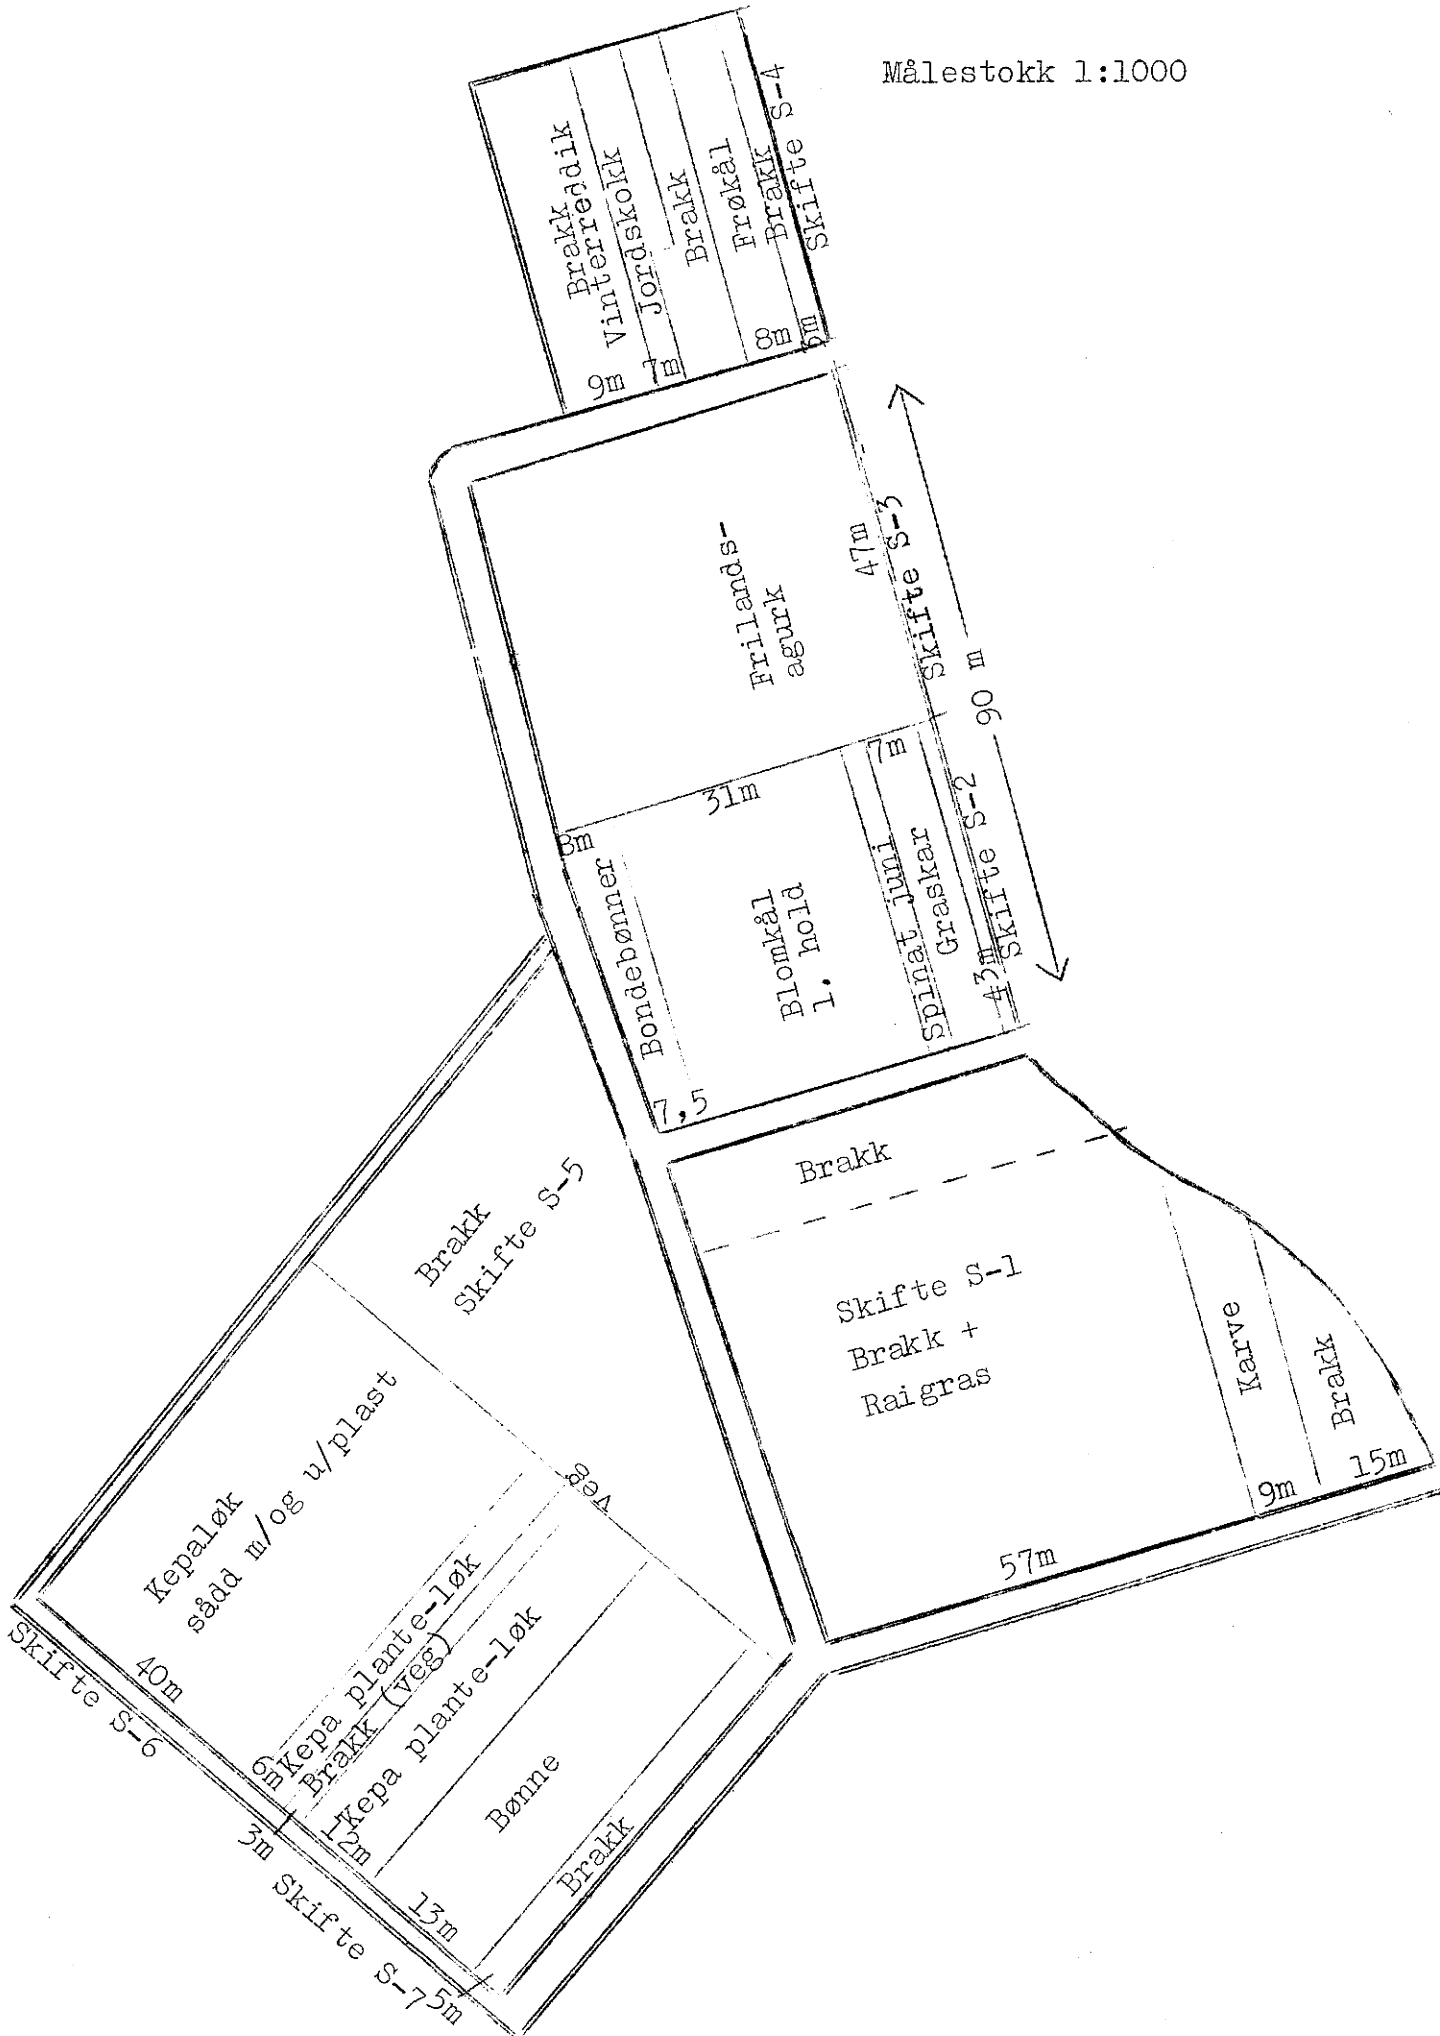 Målestokk 1:1000
Brakk
Vinterreddik
Jordskokk
Brakk
Frøkål
Brakk
Skifte S-4
9m
7m
8m
6m
Frilands-
agurk
47m
Skifte S-3
90 m
8m
31m
7m
Bondebønner
Blomkål
1. hold
Spinat juni
Graskar
43m
Skifte S-2
7,5
Brakk
Skifte S-1
Brakk +
Raigras
Karve
Brakk
57m
9m
15m
Brakk
Skifte S-5
Veg
Kepaløk
sådd m/og u/plast
Kepa plante-løk
Brakk (veg)
Kepa plante-løk
Bønne
Brakk
40m
6m
3m
12m
13m
5m
Skifte S-6
Skifte S-7